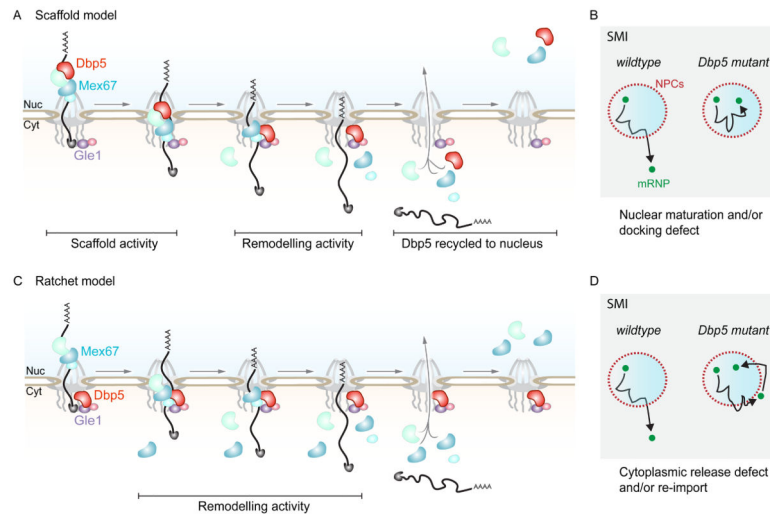 A Scaffold model
Dbp5
Mex67
Nuc
Cyt
Gle1
AAAA
Scaffold activity
Remodelling activity
Dbp5 recycled to nucleus
B
SMI
wildtype
Dbp5 mutant
NPCs
mRNP
Nuclear maturation and/or
docking defect
C Ratchet model
Mex67
Nuc
Cyt
Dbp5
Gle1
AAAA
Remodelling activity
D
SMI
wildtype
Dbp5 mutant
Cytoplasmic release defect
and/or re-import